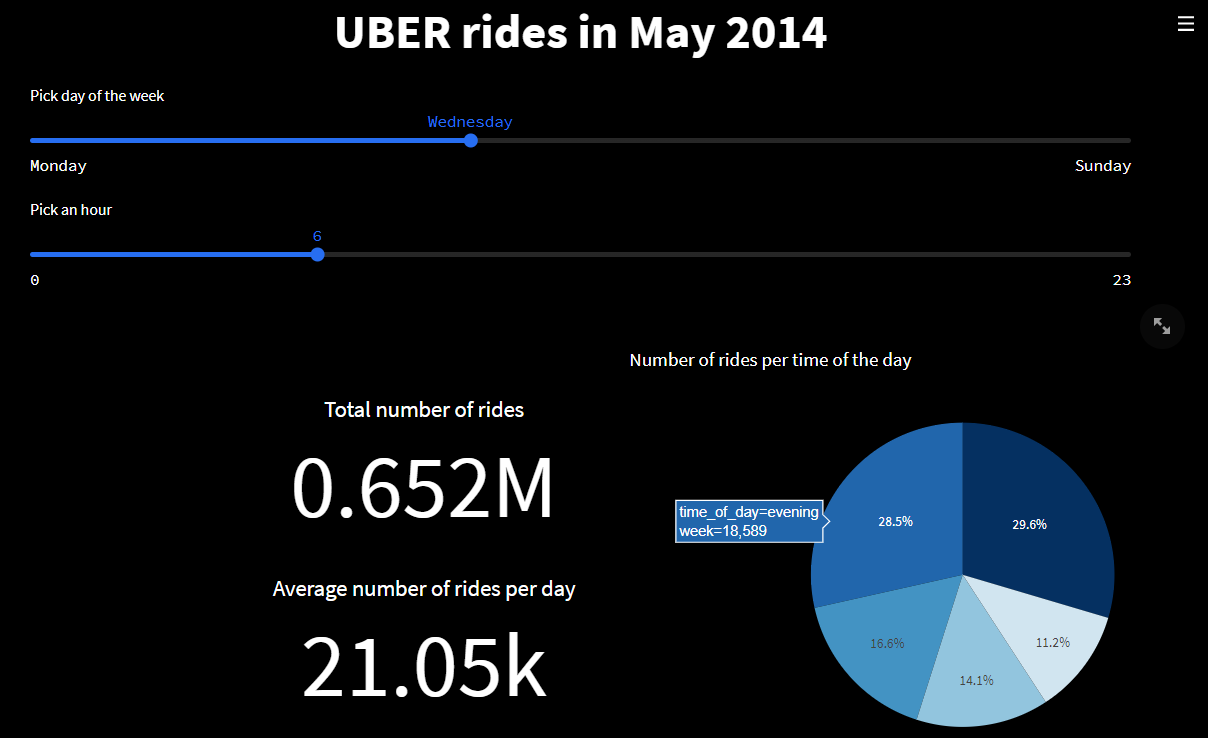 UBER rides in May 2014
Pick day of the week
Wednesday
Monday
Sunday
Pick an hour
6
0
23
Number of rides per time of the day
Total number of rides
0.652M
Average number of rides per day
21.05k
time_of_day=evening
week=18,589
28.5%
29.6%
16.6%
11.2%
14.1%